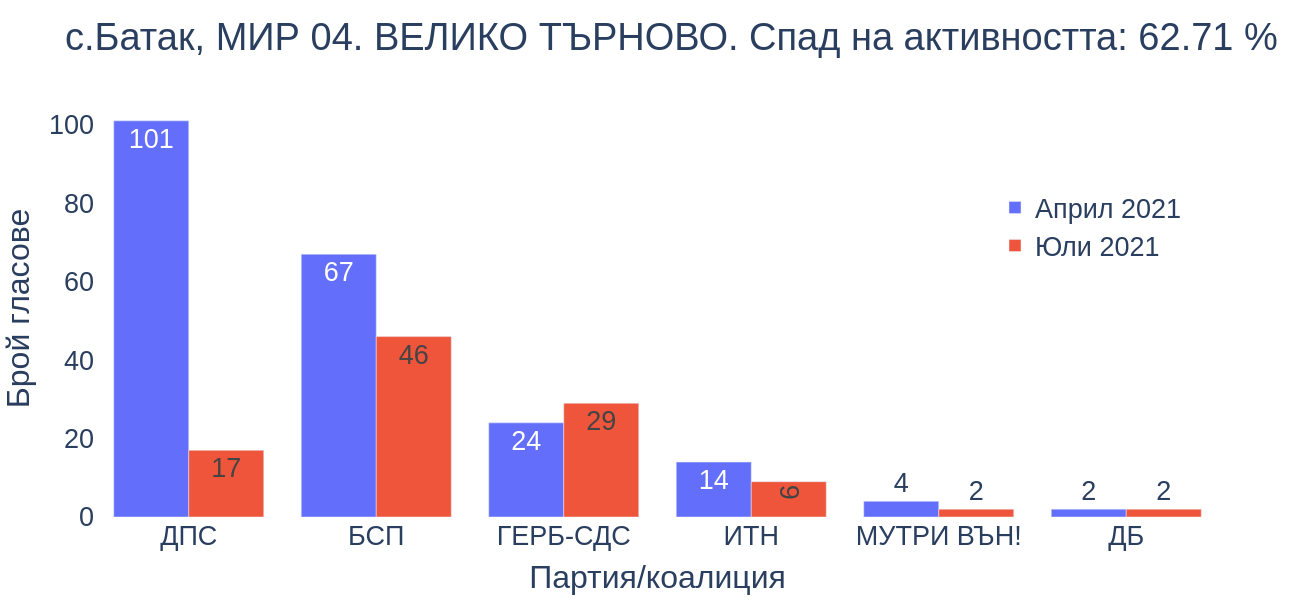 с.Батак, МИР 04. ВЕЛИКО ТЪРНОВО. Спад на активността: 62.71 %
Брой гласове
100
80
60
40
20
0
101
17
67
46
24
29
14
9
4
2
2
2
Април 2021
Юли 2021
ДПС
БСП
ГЕРБ-СДС
ИТН
МУТРИ ВЪН!
ДБ
Партия/коалиция